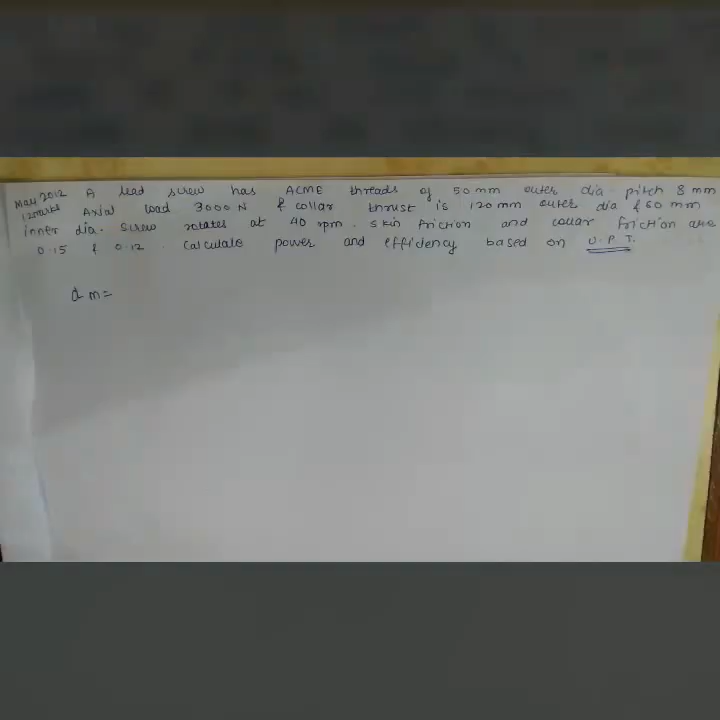 May 2012 A lead screw has ACME threads of 50 mm outer dia. pitch 8 mm
12 marks Axial load 3000 N & collar thrust is 120 mm outer dia & 60 mm
inner dia. screw rotates at 40 rpm. skin friction and collar friction are
0.15 & 0.12. Calculate power and efficiency based on U.P.T.
dm=